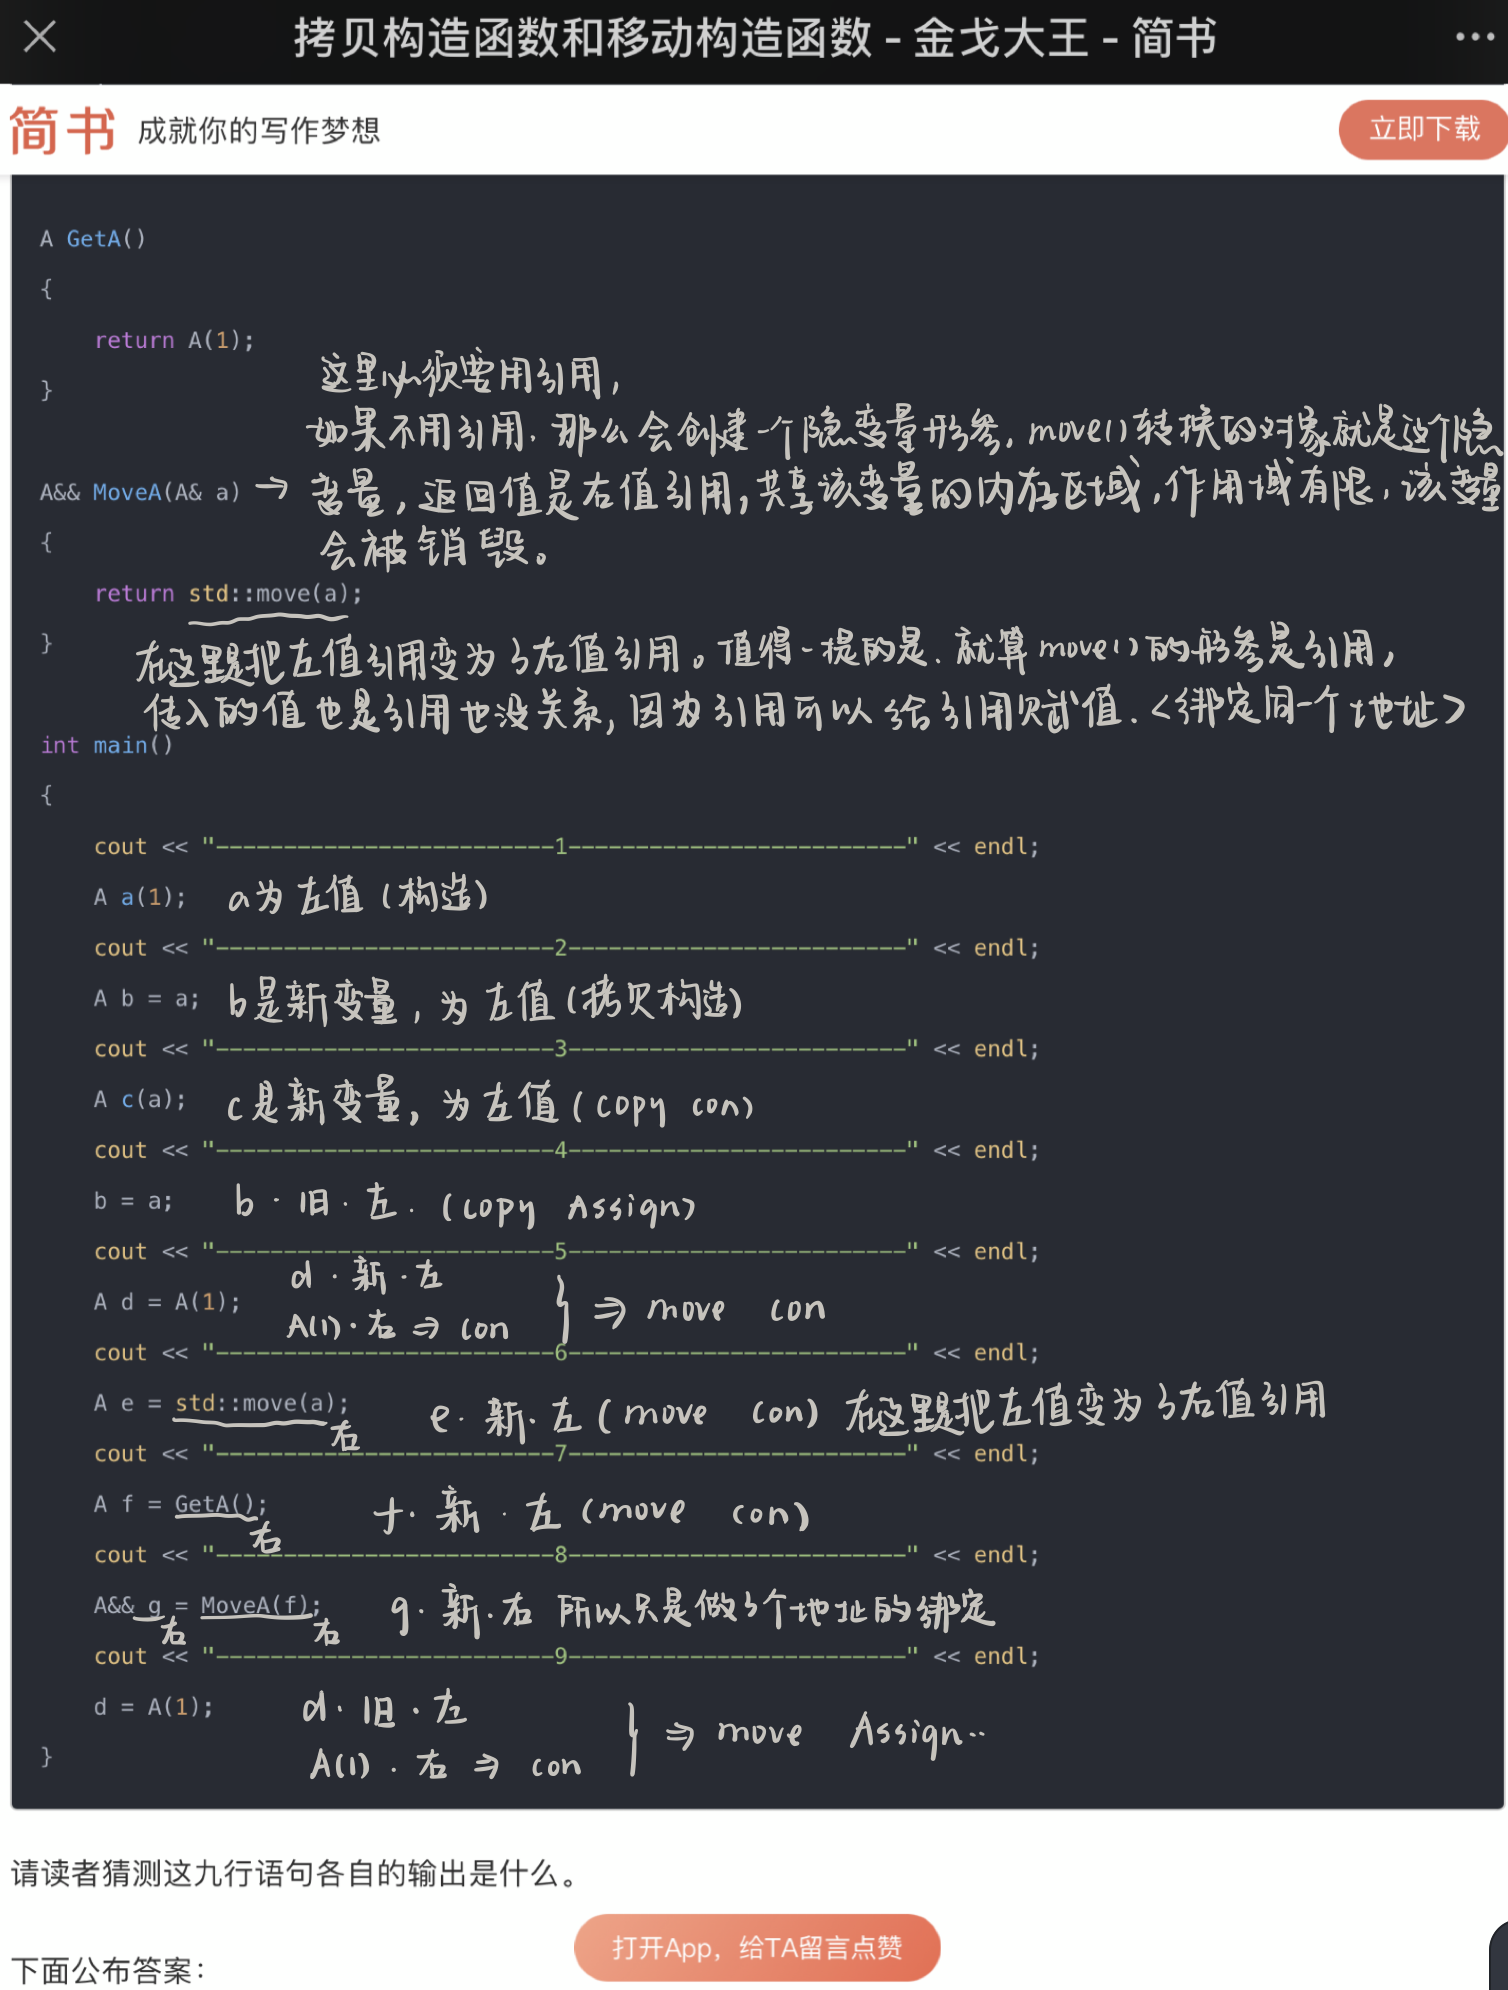 拷贝构造函数和移动构造函数 - 金戈大王 - 简书
简书 成就你的写作梦想 立即下载
A GetA()
{
return A(1);
}
这里必须要用引用,
如果不用引用,那么会创建一个隐变量形参,move()转换的对象就是这个隐
A&& MoveA(A& a) → 变量,返回值是右值引用,共享该变量的内存区域,作用域有限,该变量
{
会被销毁。
return std::move(a);
}
在这里是把左值引用变为了右值引用。值得一提的是,就算move()的形参是引用,
传入的值也是引用也没关系,因为引用可以给引用赋值.<绑定同一个地址>
int main()
{
cout << "-------------------------1-------------------------" << endl;
A a(1); a为左值(构造)
cout << "-------------------------2-------------------------" << endl;
A b = a; b是新变量,为左值(拷贝构造)
cout << "-------------------------3-------------------------" << endl;
A c(a); c是新变量,为左值(copy con)
cout << "-------------------------4-------------------------" << endl;
b = a; b·旧·左.(copy Assign)
cout << "-------------------------5-------------------------" << endl;
d·新·左
A d = A(1); } ⇒ move con
A(1)·右 ⇒ con
cout << "-------------------------6-------------------------" << endl;
A e = std::move(a); e·新·左(move con) 在这里是把左值变为了右值引用
右
cout << "-------------------------7-------------------------" << endl;
A f = GetA(); f·新·左(move con)
右
cout << "-------------------------8-------------------------" << endl;
A&& g = MoveA(f); g·新·右 所以只是做了个地址的绑定
右 右
cout << "-------------------------9-------------------------" << endl;
d = A(1); d·旧·左
} ⇒ move Assign..
A(1)·右 ⇒ con
}
请读者猜测这九行语句各自的输出是什么。
打开App,给TA留言点赞
下面公布答案: